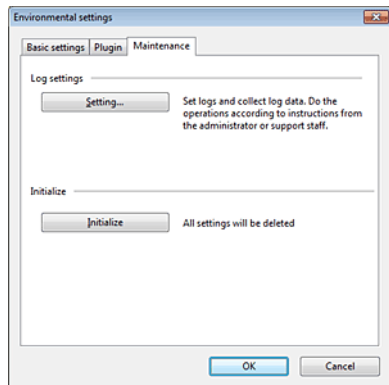 Environmental settings
Basic settings Plugin Maintenance
Log settings
Setting...
Set logs and collect log data. Do the
operations according to instructions from
the administrator or support staff.
Initialize
Initialize
All settings will be deleted
OK Cancel